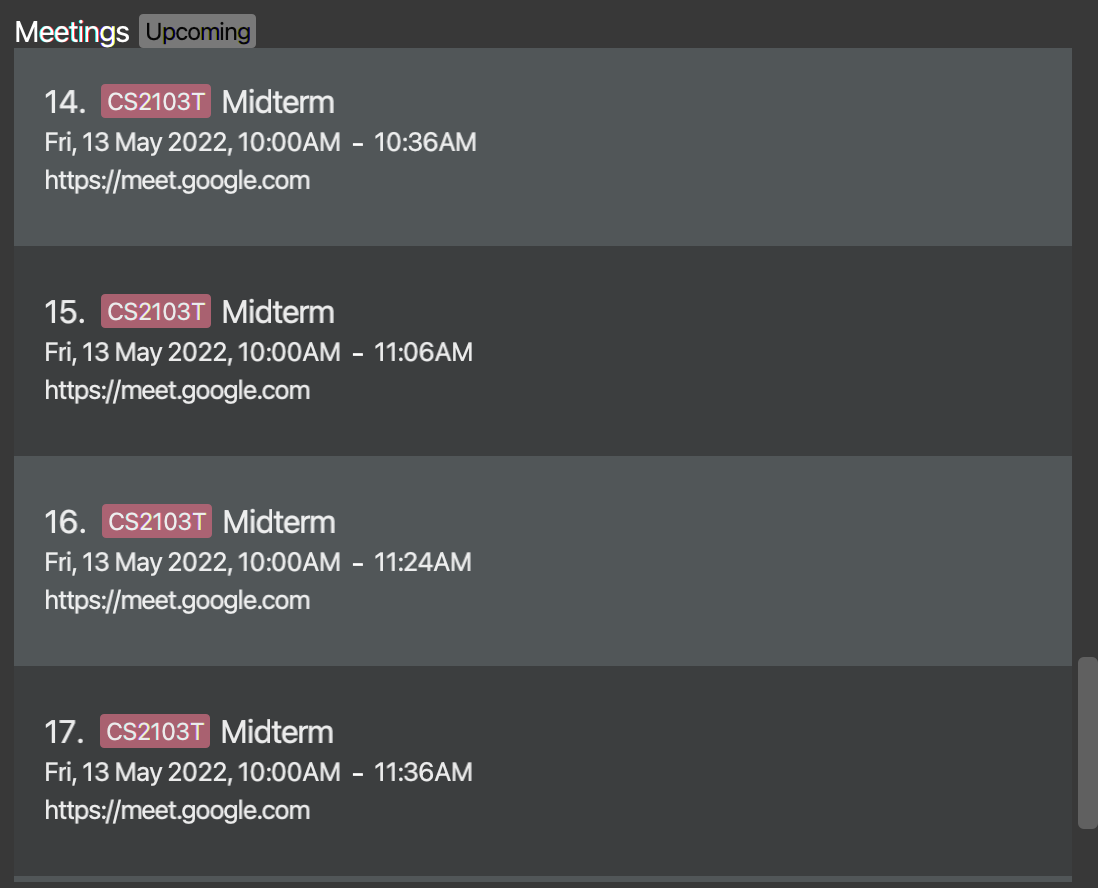 Meetings Upcoming
14. CS2103T Midterm
Fri, 13 May 2022, 10:00AM - 10:36AM
https://meet.google.com
15. CS2103T Midterm
Fri, 13 May 2022, 10:00AM - 11:06AM
https://meet.google.com
16. CS2103T Midterm
Fri, 13 May 2022, 10:00AM - 11:24AM
https://meet.google.com
17. CS2103T Midterm
Fri, 13 May 2022, 10:00AM - 11:36AM
https://meet.google.com